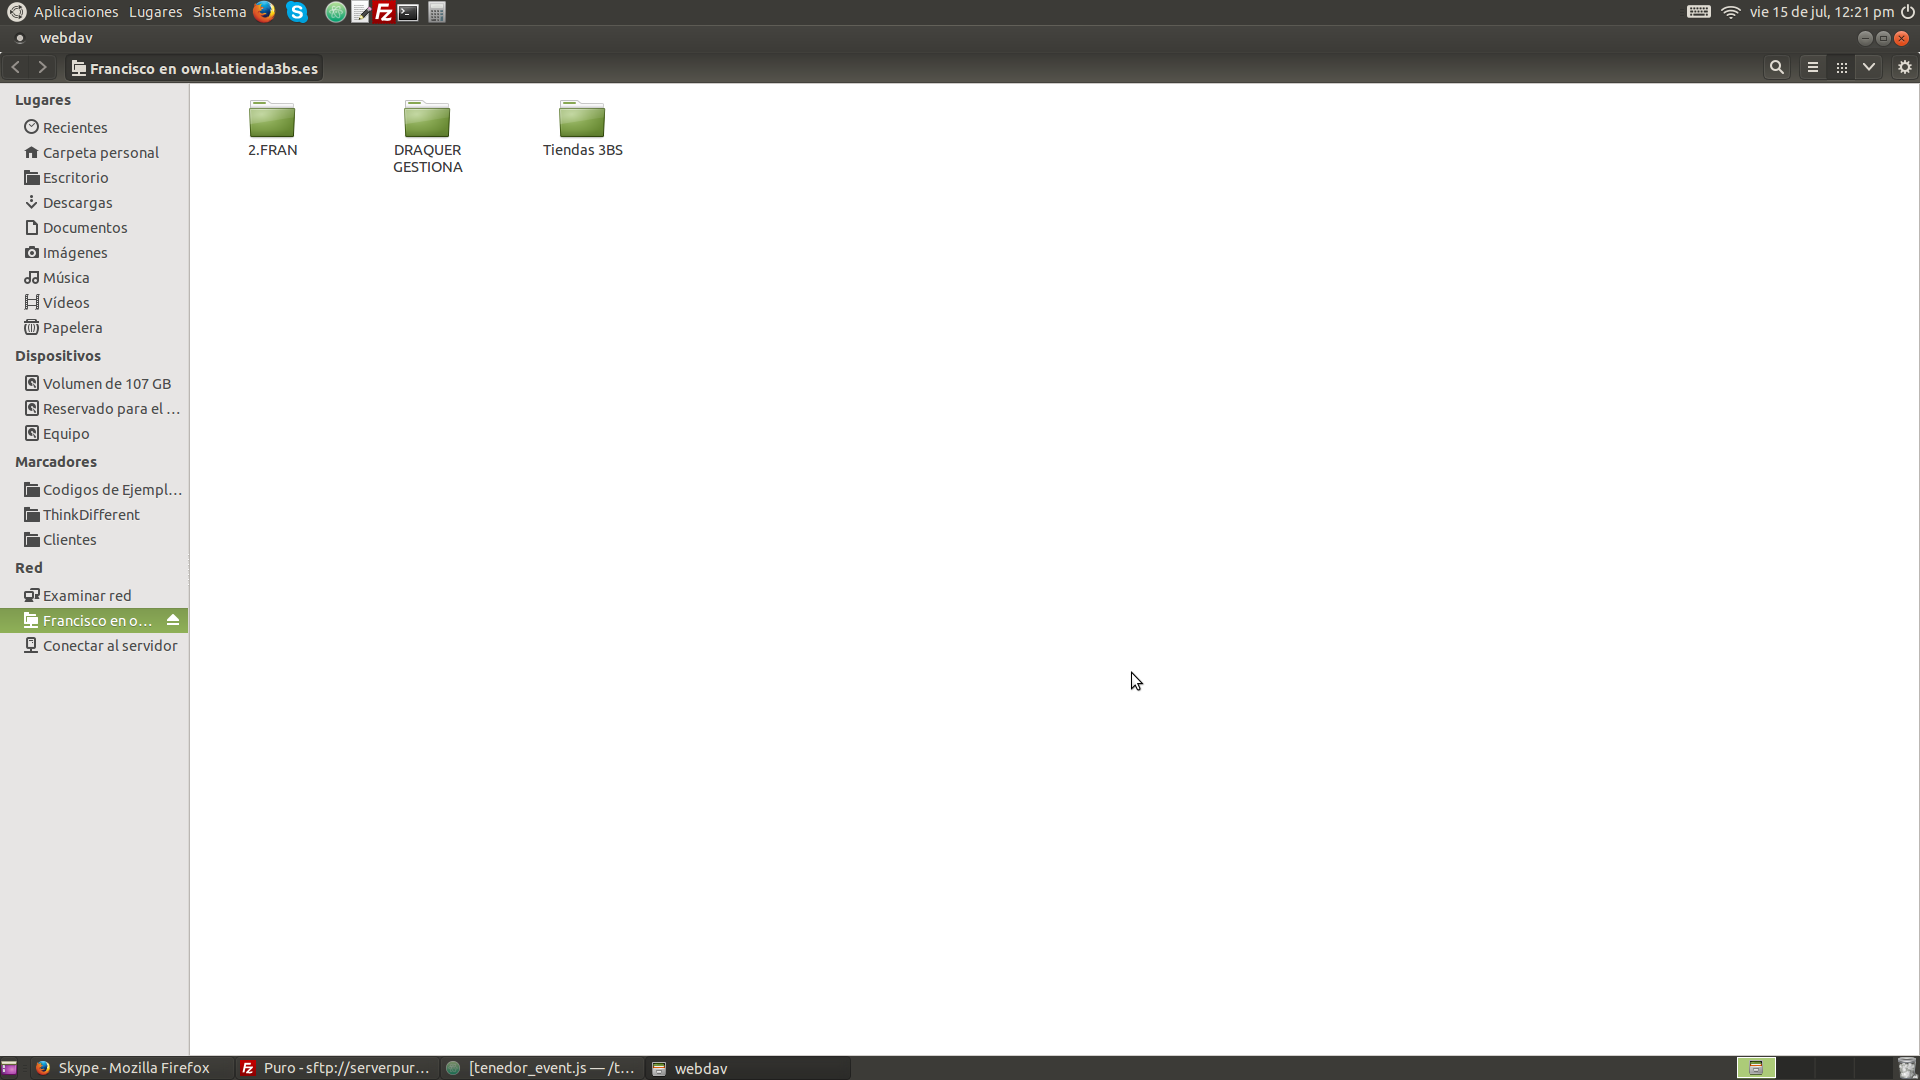 Aplicaciones Lugares Sistema
vie 15 de jul, 12:21 pm
webdav
Francisco en own.latienda3bs.es
Lugares
Recientes
Carpeta personal
Escritorio
Descargas
Documentos
Imágenes
Música
Vídeos
Papelera
Dispositivos
Volumen de 107 GB
Reservado para el ...
Equipo
Marcadores
Codigos de Ejempl...
ThinkDifferent
Clientes
Red
Examinar red
Francisco en o...
Conectar al servidor
2.FRAN
DRAQUER
GESTIONA
Tiendas 3BS
Skype - Mozilla Firefox
Puro - sftp://serverpur...
[tenedor_event.js — /t...
webdav